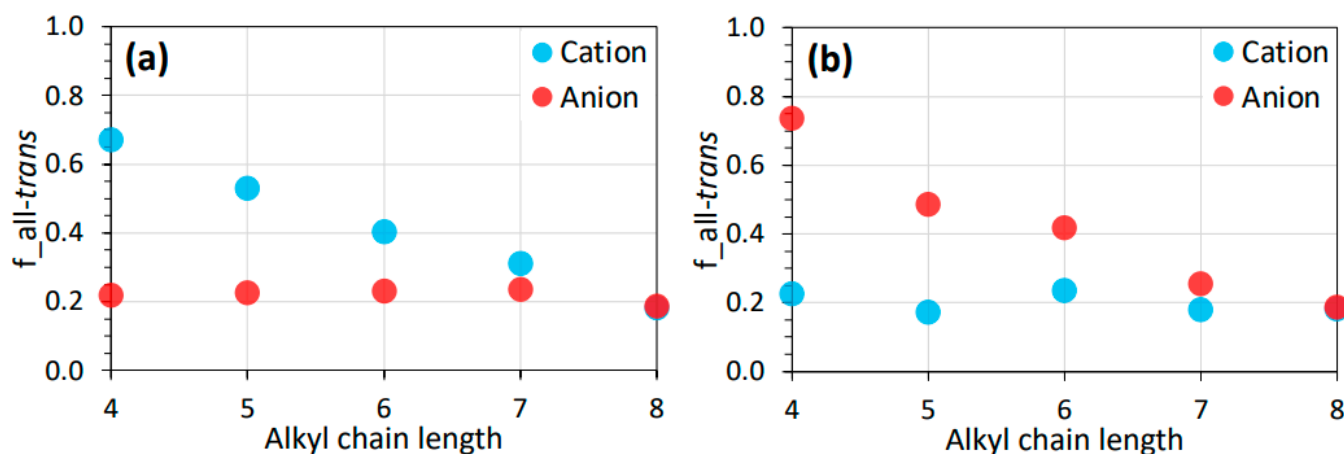 (a)
Cation
Anion
f_all-trans
1.0
0.8
0.6
0.4
0.2
0.0
4 5 6 7 8
Alkyl chain length
(b)
Cation
Anion
f_all-trans
1.0
0.8
0.6
0.4
0.2
0.0
4 5 6 7 8
Alkyl chain length